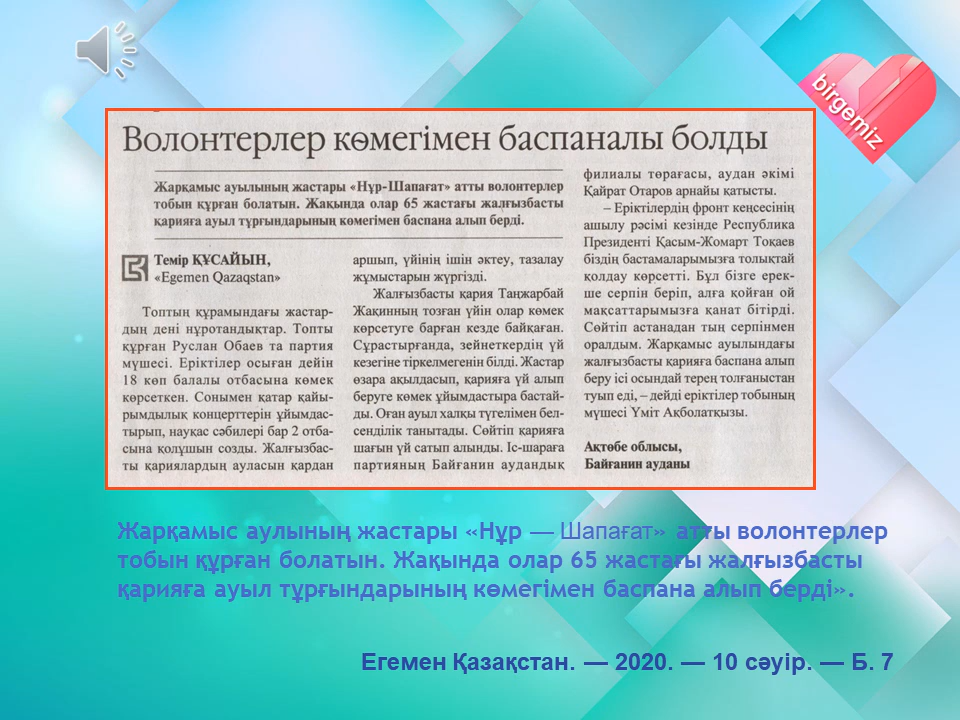 birgemiz
Волонтерлер көмегімен баспаналы болды
Жарқамыс ауылының жастары «Нұр-Шапағат» атты волонтерлер
тобын құрған болатын. Жақында олар 65 жастағы жалғызбасты
қарияға ауыл тұрғындарының көмегімен баспана алып берді.
Темір ҚҰСАЙЫН,
«Egemen Qazaqstan»
Топтың құрамындағы жастар-
дың дені нұротандықтар. Топты
құрған Руслан Обаев та партия
мүшесі. Еріктілер осыған дейін
18 көп балалы отбасына көмек
көрсеткен. Сонымен қатар қайы-
рымдылық концерттерін ұйымдас-
тырып, науқас сәбилері бар 2 отба-
сына қолұшын созды. Жалғызбас-
ты қариялардың ауласын қардан
аршып, үйінің ішін әктеу, тазалау
жұмыстарын жүргізді.
Жалғызбасты қария Таңжарбай
Жақиннның тозған үйін олар көмек
көрсетуге барған кезде байқаған.
Сұрастырғанда, зейнеткердің үй
кезегіне тіркелмегенін білді. Жастар
өзара ақылдасып, қарияға үй алып
беруге көмек ұйымдастыра бастай-
ды. Оған ауыл халқы түгелімен бел-
сенділік танытады. Сөйтіп қарияға
шағын үй сатып алынды. Іс-шараға
партияның Байғанин аудандық
филиалы төрағасы, аудан әкімі
Қайрат Отаров арнайы қатысты.
– Еріктілердің фронт кеңсесінің
ашылу рәсімі кезінде Республика
Президенті Қасым-Жомарт Тоқаев
біздің бастамаларымызға толықтай
қолдау көрсетті. Бұл бізге ерек-
ше серпін беріп, алға қойған ой
мақсаттарымызға қанат бітірді.
Сөйтіп астанадан тың серпінмен
оралдым. Жарқамыс ауылындағы
жалғызбасты қарияға баспана алып
беру ісі осындай терең толғаныстан
туып еді, – дейді еріктілер тобының
мүшесі Үміт Ақболатқызы.
Ақтөбе облысы,
Байғанин ауданы
Жарқамыс аулының жастары «Нұр — Шапағат» атты волонтерлер
тобын құрған болатын. Жақында олар 65 жастағы жалғызбасты
қарияға ауыл тұрғындарының көмегімен баспана алып берді».
Егемен Қазақстан. — 2020. — 10 сәуір. — Б. 7